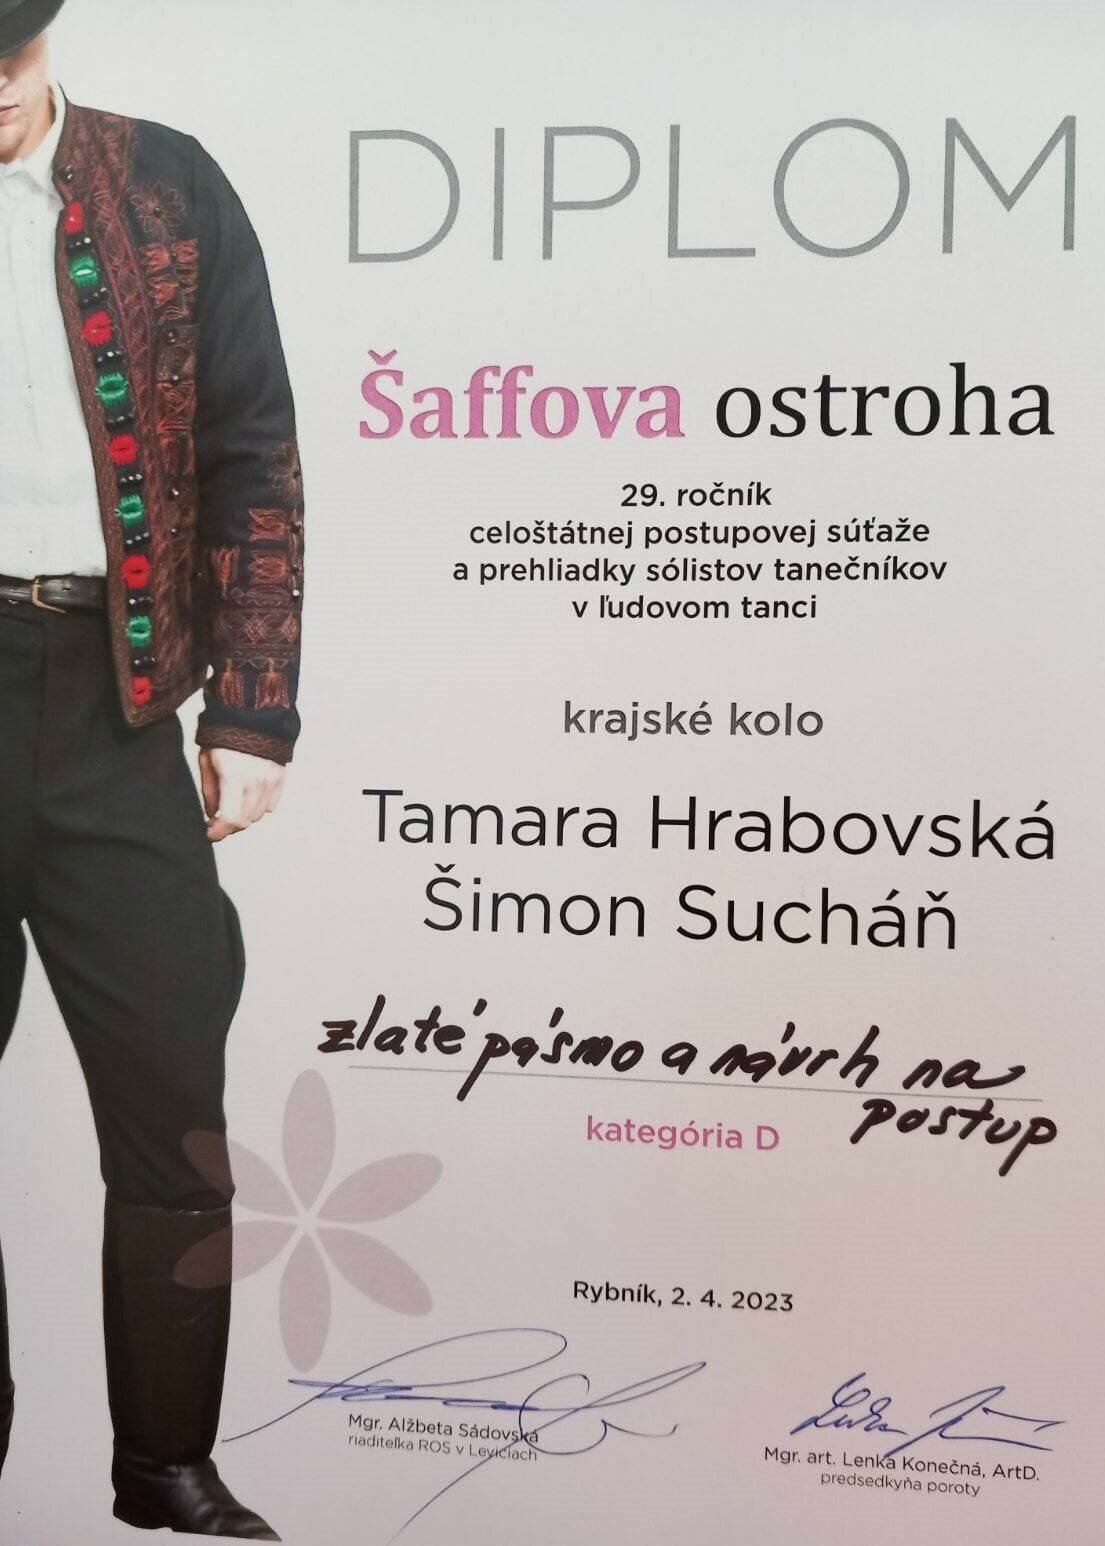 DIPLOM
Šaffova ostroha
29. ročník
celoštátnej postupovej súťaže
a prehliadky sólistov tanečníkov
v ľudovom tanci
krajské kolo
Tamara Hrabovská
Šimon Sucháň
zlaté pásmo a návrh na
postup
kategória D
Rybník, 2. 4. 2023
Mgr. Alžbeta Sádovská
riaditeľka ROS v Leviciach
Mgr. art. Lenka Konečná, ArtD.
predsedkyňa poroty